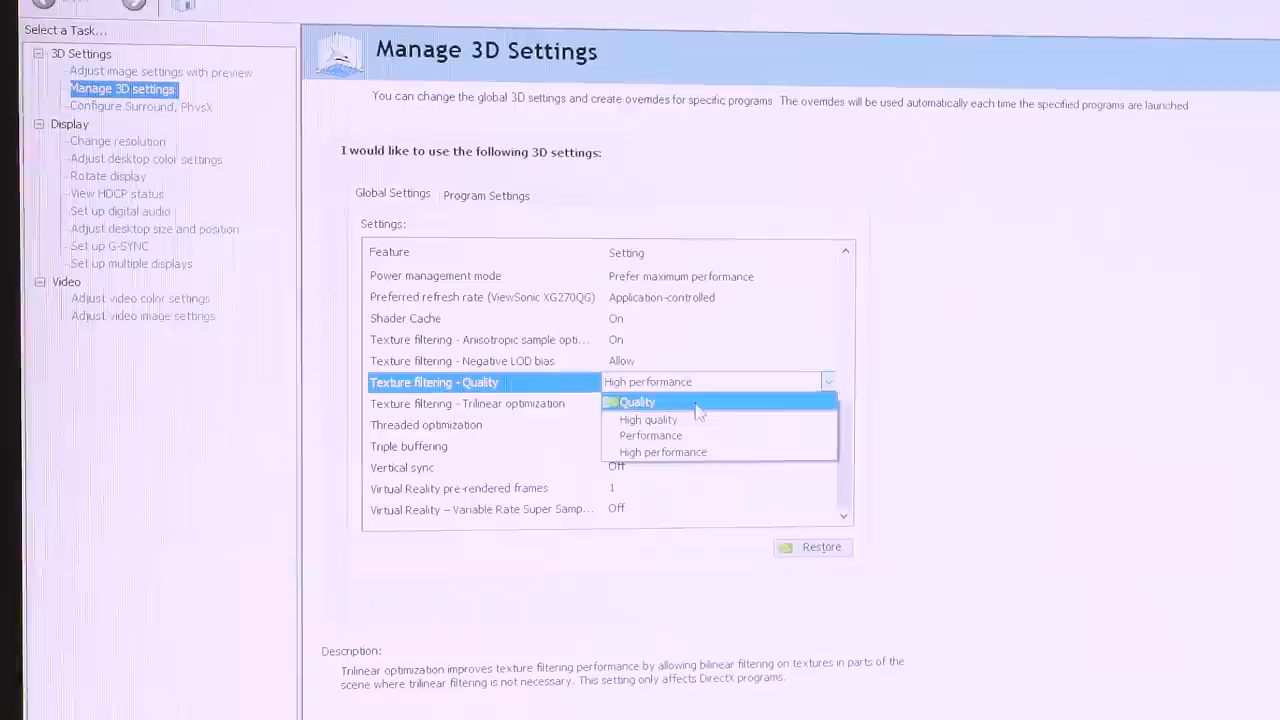 Select a Task...
3D Settings
Adjust image settings with preview
Manage 3D settings
Configure Surround, PhysX
Display
Change resolution
Adjust desktop color settings
Rotate display
View HDCP status
Set up digital audio
Adjust desktop size and position
Set up G-SYNC
Set up multiple displays
Video
Adjust video color settings
Adjust video image settings
Manage 3D Settings
You can change the global 3D settings and create overrides for specific programs. The overrides will be used automatically each time the specified programs are launched
I would like to use the following 3D settings:
Global Settings Program Settings
Settings:
Feature Setting
Power management mode Prefer maximum performance
Preferred refresh rate (ViewSonic XG270QG) Application-controlled
Shader Cache On
Texture filtering - Anisotropic sample opti... On
Texture filtering - Negative LOD bias Allow
Texture filtering - Quality High performance
Quality
High quality
Performance
High performance
Texture filtering - Trilinear optimization
Threaded optimization
Triple buffering
Vertical sync Off
Virtual Reality pre-rendered frames 1
Virtual Reality – Variable Rate Super Samp... Off
Restore
Description:
Trilinear optimization improves texture filtering performance by allowing bilinear filtering on textures in parts of the
scene where trilinear filtering is not necessary. This setting only affects DirectX programs.